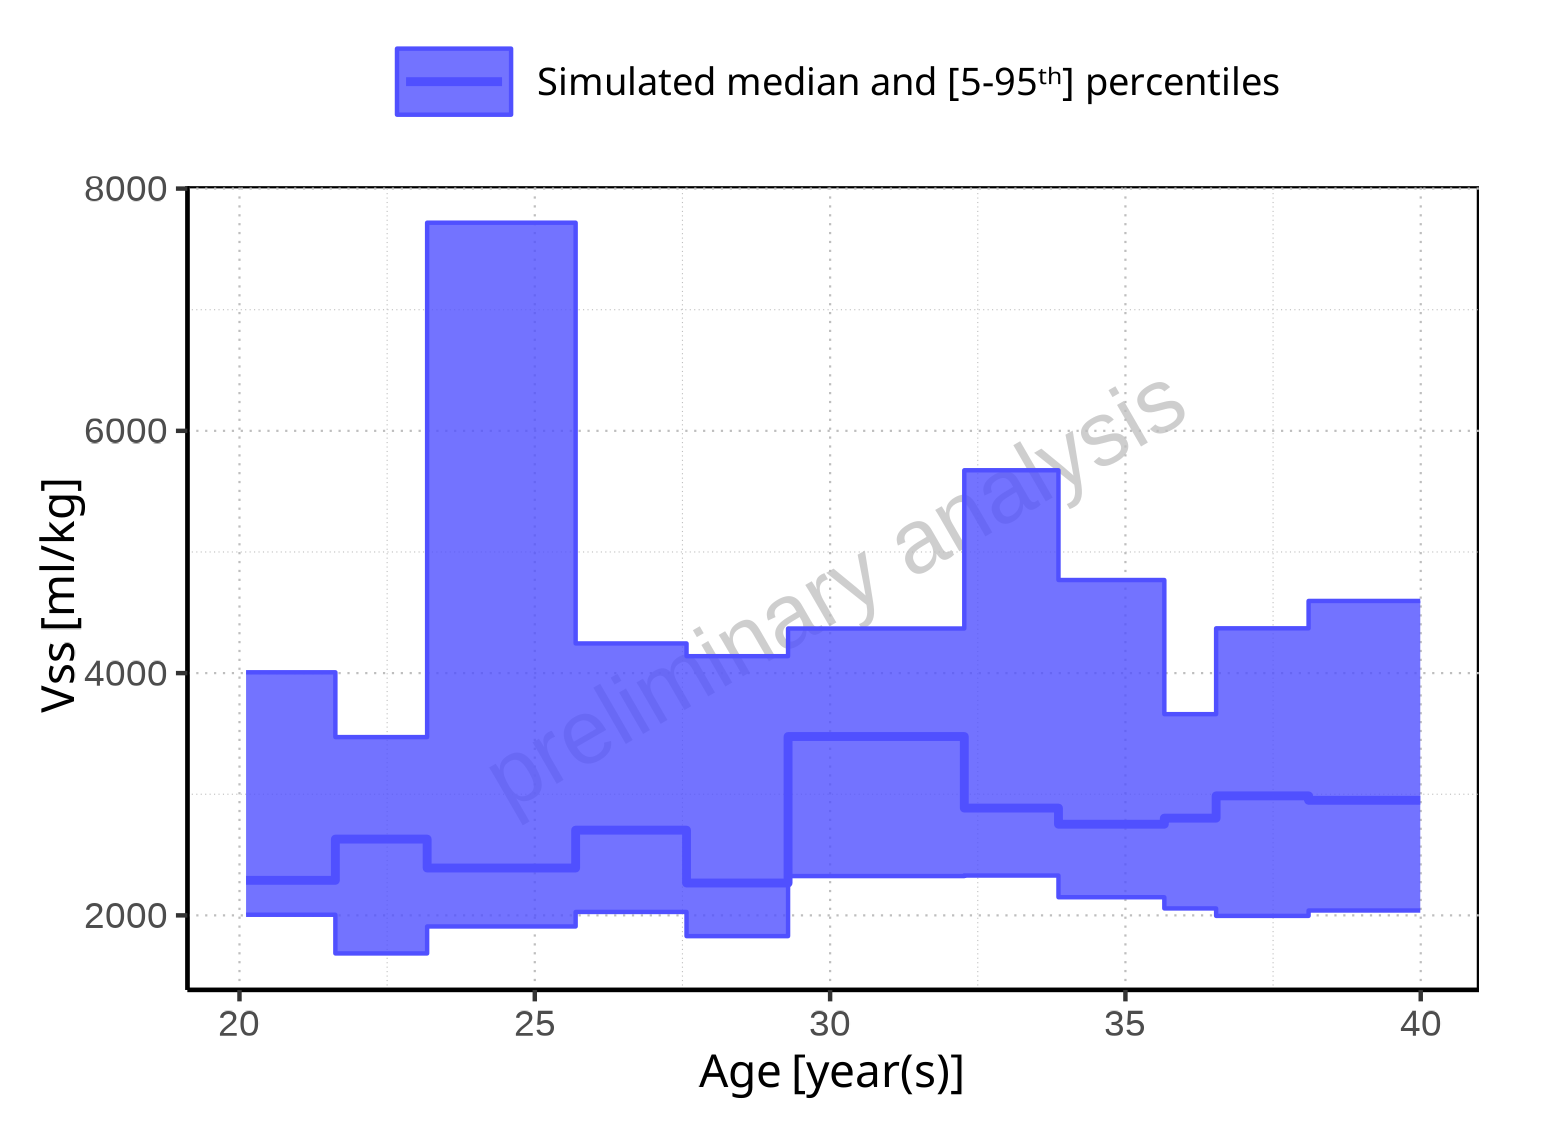 Simulated median and [5-95ᵗʰ] percentiles
8000
6000
4000
2000
Vss [ml/kg]
preliminary analysis
20 25 30 35 40
Age [year(s)]